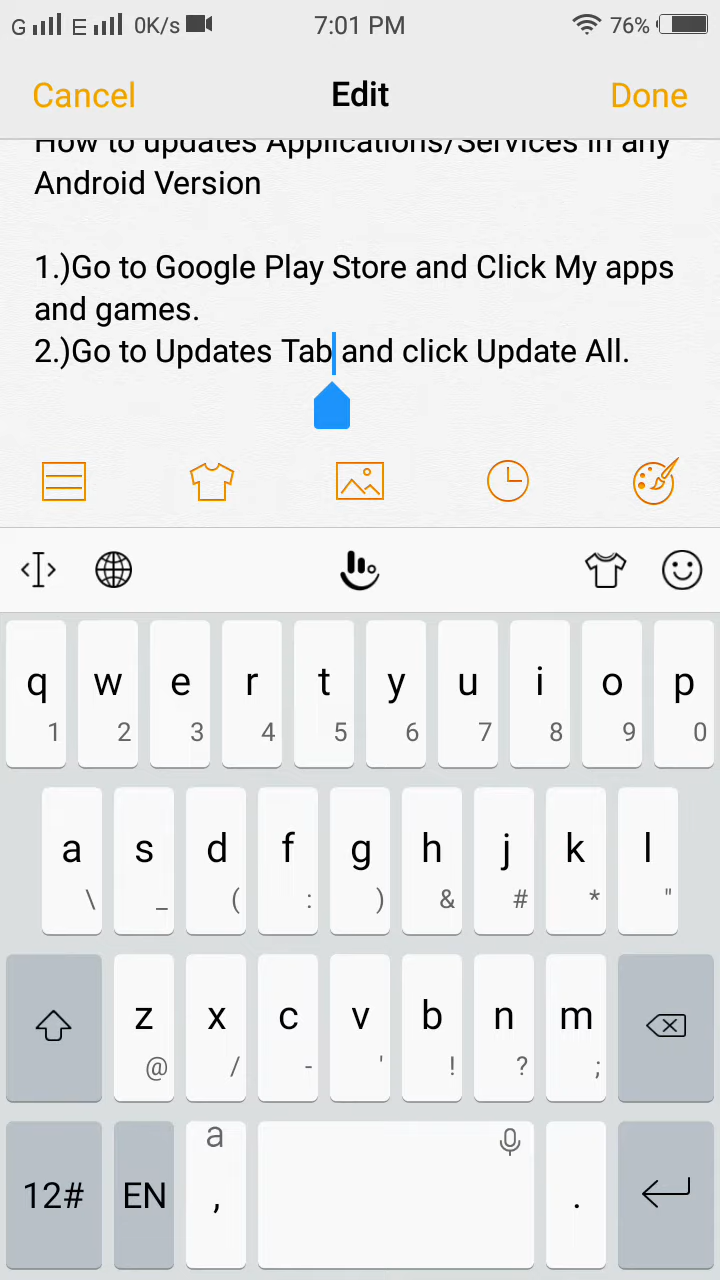 G E 0K/s 7:01 PM 76%
Cancel Edit Done
How to updates Applications/Services in any
Android Version
1.)Go to Google Play Store and Click My apps
and games.
2.)Go to Updates Tab and click Update All.
q w e r t y u i o p
1 2 3 4 5 6 7 8 9 0
a s d f g h j k l
\ _ ( : ) & # * "
z x c v b n m
@ / - ' ! ? ;
a
12# EN , .